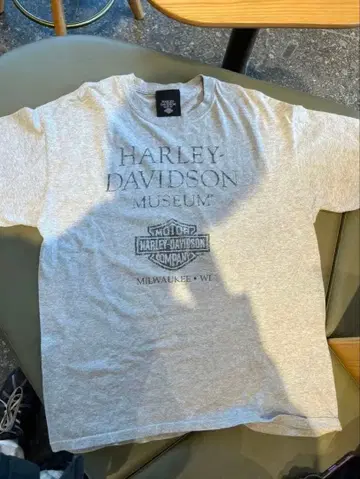 HARLEY-
DAVIDSON
MUSEUM
MOTOR
HARLEY-DAVIDSON
COMPANY
MILWAUKEE • WI